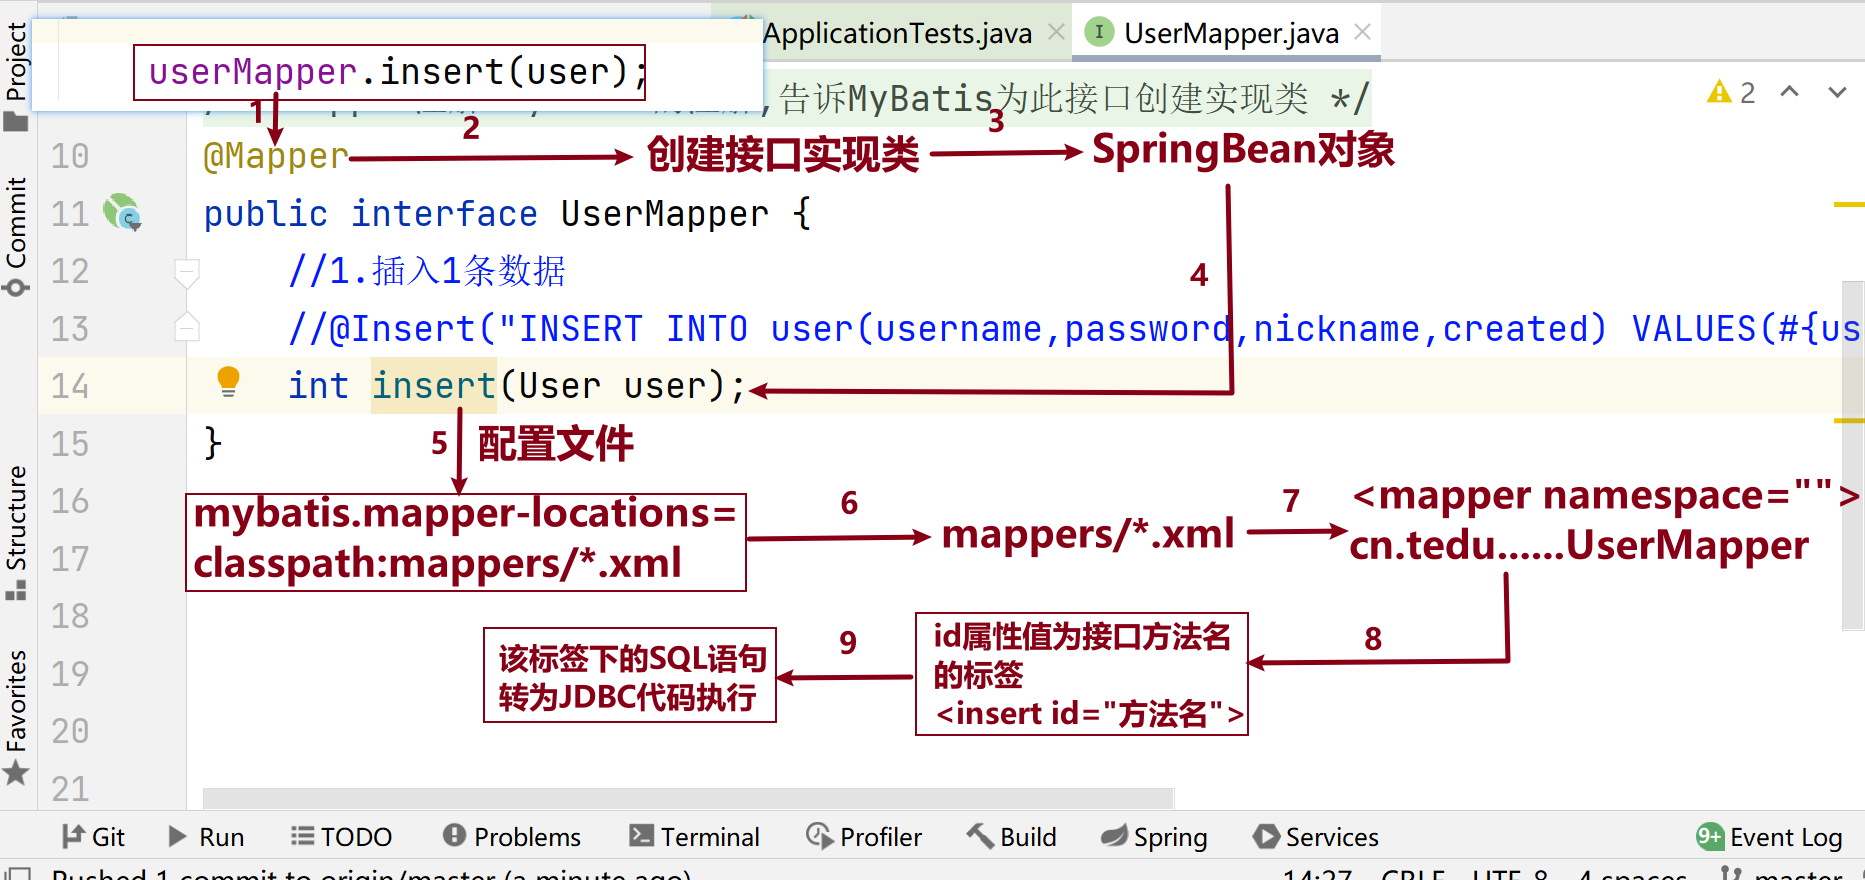 Project
Commit
Structure
Favorites
ApplicationTests.java
UserMapper.java
userMapper.insert(user);
,告诉MyBatis为此接口创建实现类 */
2
1
2
3
10 @Mapper
创建接口实现类
SpringBean对象
11 public interface UserMapper {
12 //1.插入1条数据
4
13 //@Insert("INSERT INTO user(username,password,nickname,created) VALUES(#{us
14 int insert(User user);
15 }
5 配置文件
16
17
18
19
20
21
mybatis.mapper-locations=
classpath:mappers/*.xml
6
mappers/*.xml
7
<mapper namespace="">
cn.tedu......UserMapper
8
id属性值为接口方法名
的标签
<insert id="方法名">
9
该标签下的SQL语句
转为JDBC代码执行
Git Run TODO Problems Terminal Profiler Build Spring Services 9+ Event Log
Pushed 1 commit to origin/master (a minute ago) 14:27 CRLF UTF-8 4 spaces master